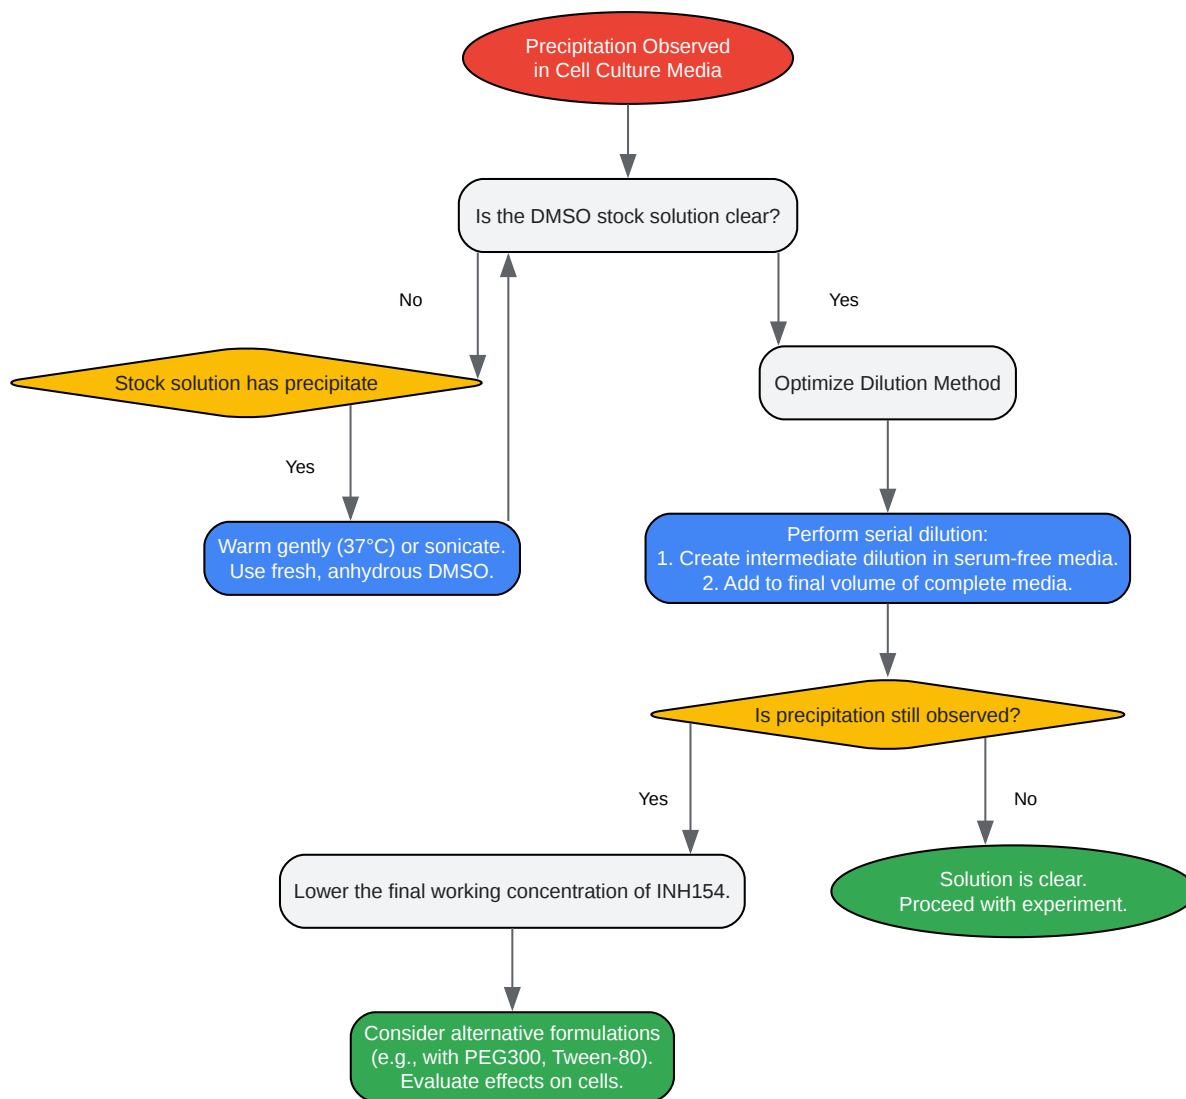 Precipitation Observed
in Cell Culture Media
Is the DMSO stock solution clear?
No
Yes
Stock solution has precipitate
Optimize Dilution Method
Yes
Warm gently (37°C) or sonicate.
Use fresh, anhydrous DMSO.
Perform serial dilution:
1. Create intermediate dilution in serum-free media.
2. Add to final volume of complete media.
Is precipitation still observed?
Yes
No
Lower the final working concentration of INH154.
Solution is clear.
Proceed with experiment.
Consider alternative formulations
(e.g., with PEG300, Tween-80).
Evaluate effects on cells.